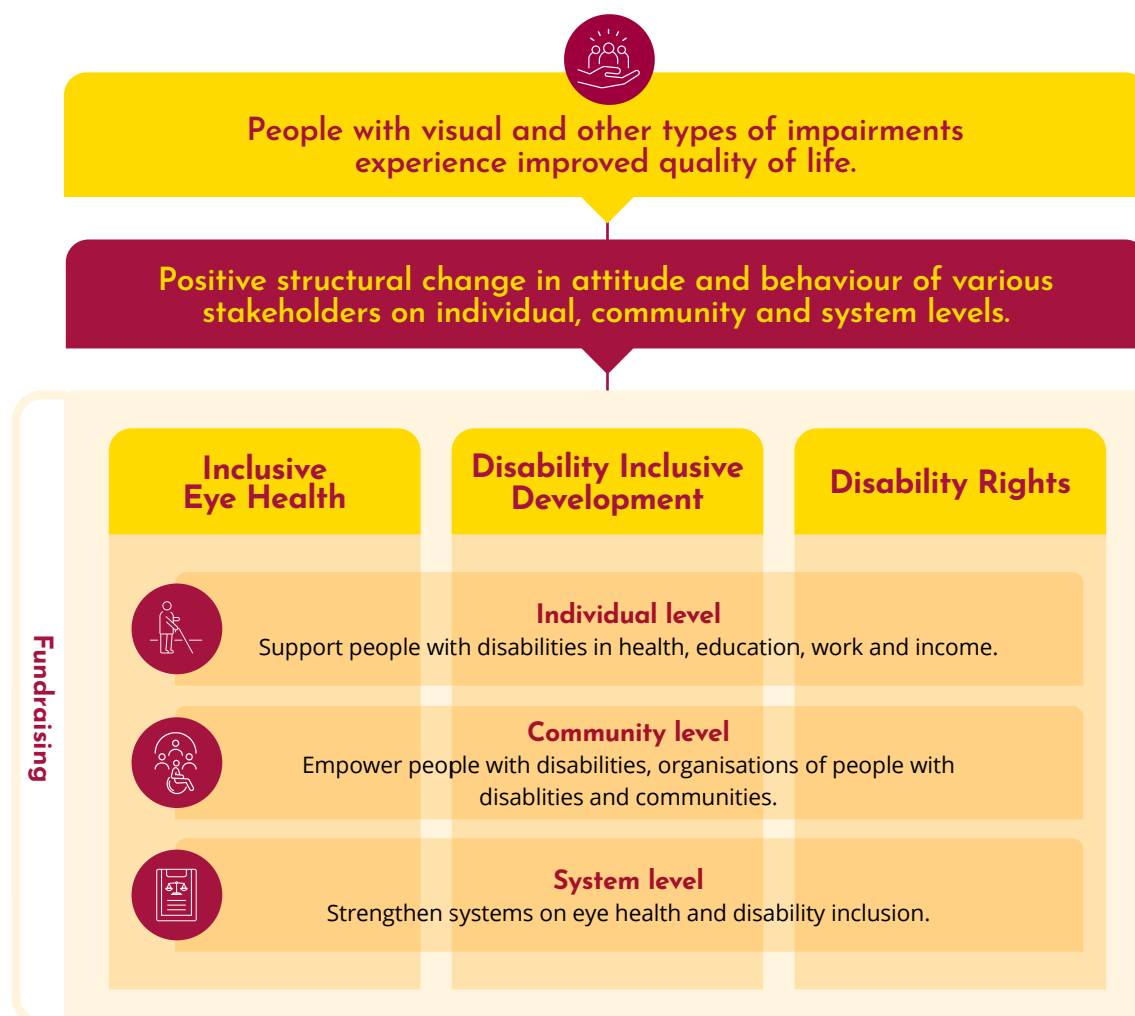 People with visual and other types of impairments
experience improved quality of life.
Positive structural change in attitude and behaviour of various
stakeholders on individual, community and system levels.
Fundraising
Inclusive
Eye Health
Disability Inclusive
Development
Disability Rights
Individual level
Support people with disabilities in health, education, work and income.
Community level
Empower people with disabilities, organisations of people with
disablities and communities.
System level
Strengthen systems on eye health and disability inclusion.